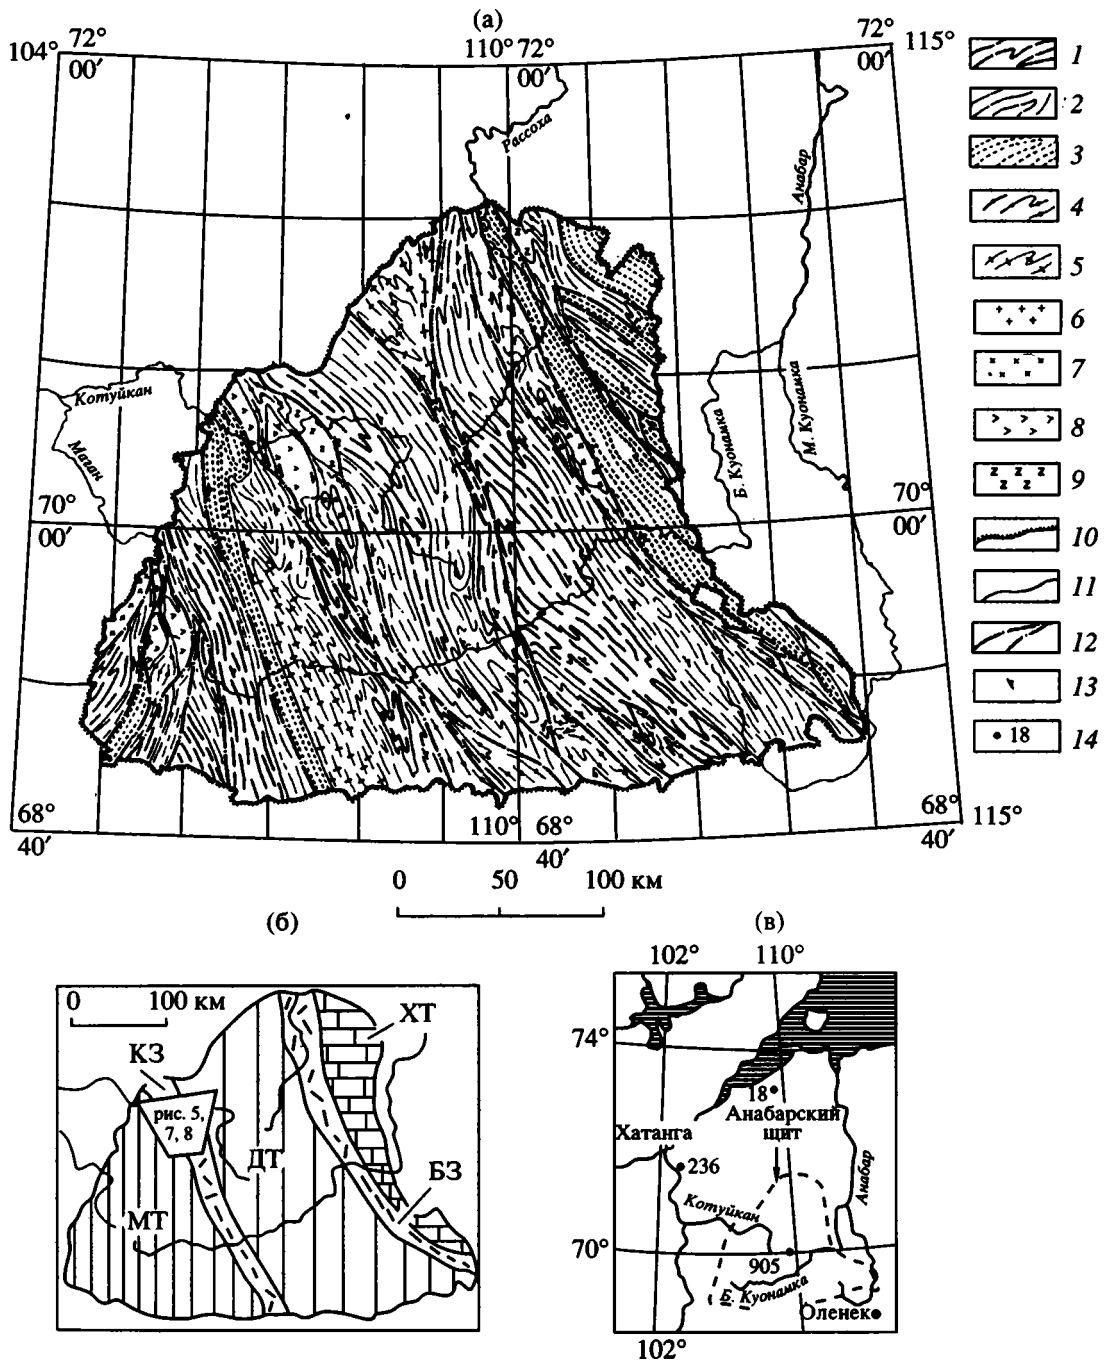 (а)
104° 72° 00′
110° 72° 00′
72° 00′ 115°
Рассоха
Анабар
Котуйкан
Маган
Б. Куонамка
М. Куонамка
70° 00′
70° 00′
68° 40′
110° 68° 40′
68° 40′ 115°
1
2
3
4
5
6
7
8
9
10
11
12
13
18 14
0 50 100 км
(б)
0 100 км
ХТ
КЗ
рис. 5,
7, 8
ДТ
БЗ
МТ
(в)
102° 110°
74°
18
Анабарский
щит
Хатанга
236
Анабар
Котуйкан
70°
905
Б. Куонамка
Оленек
102°